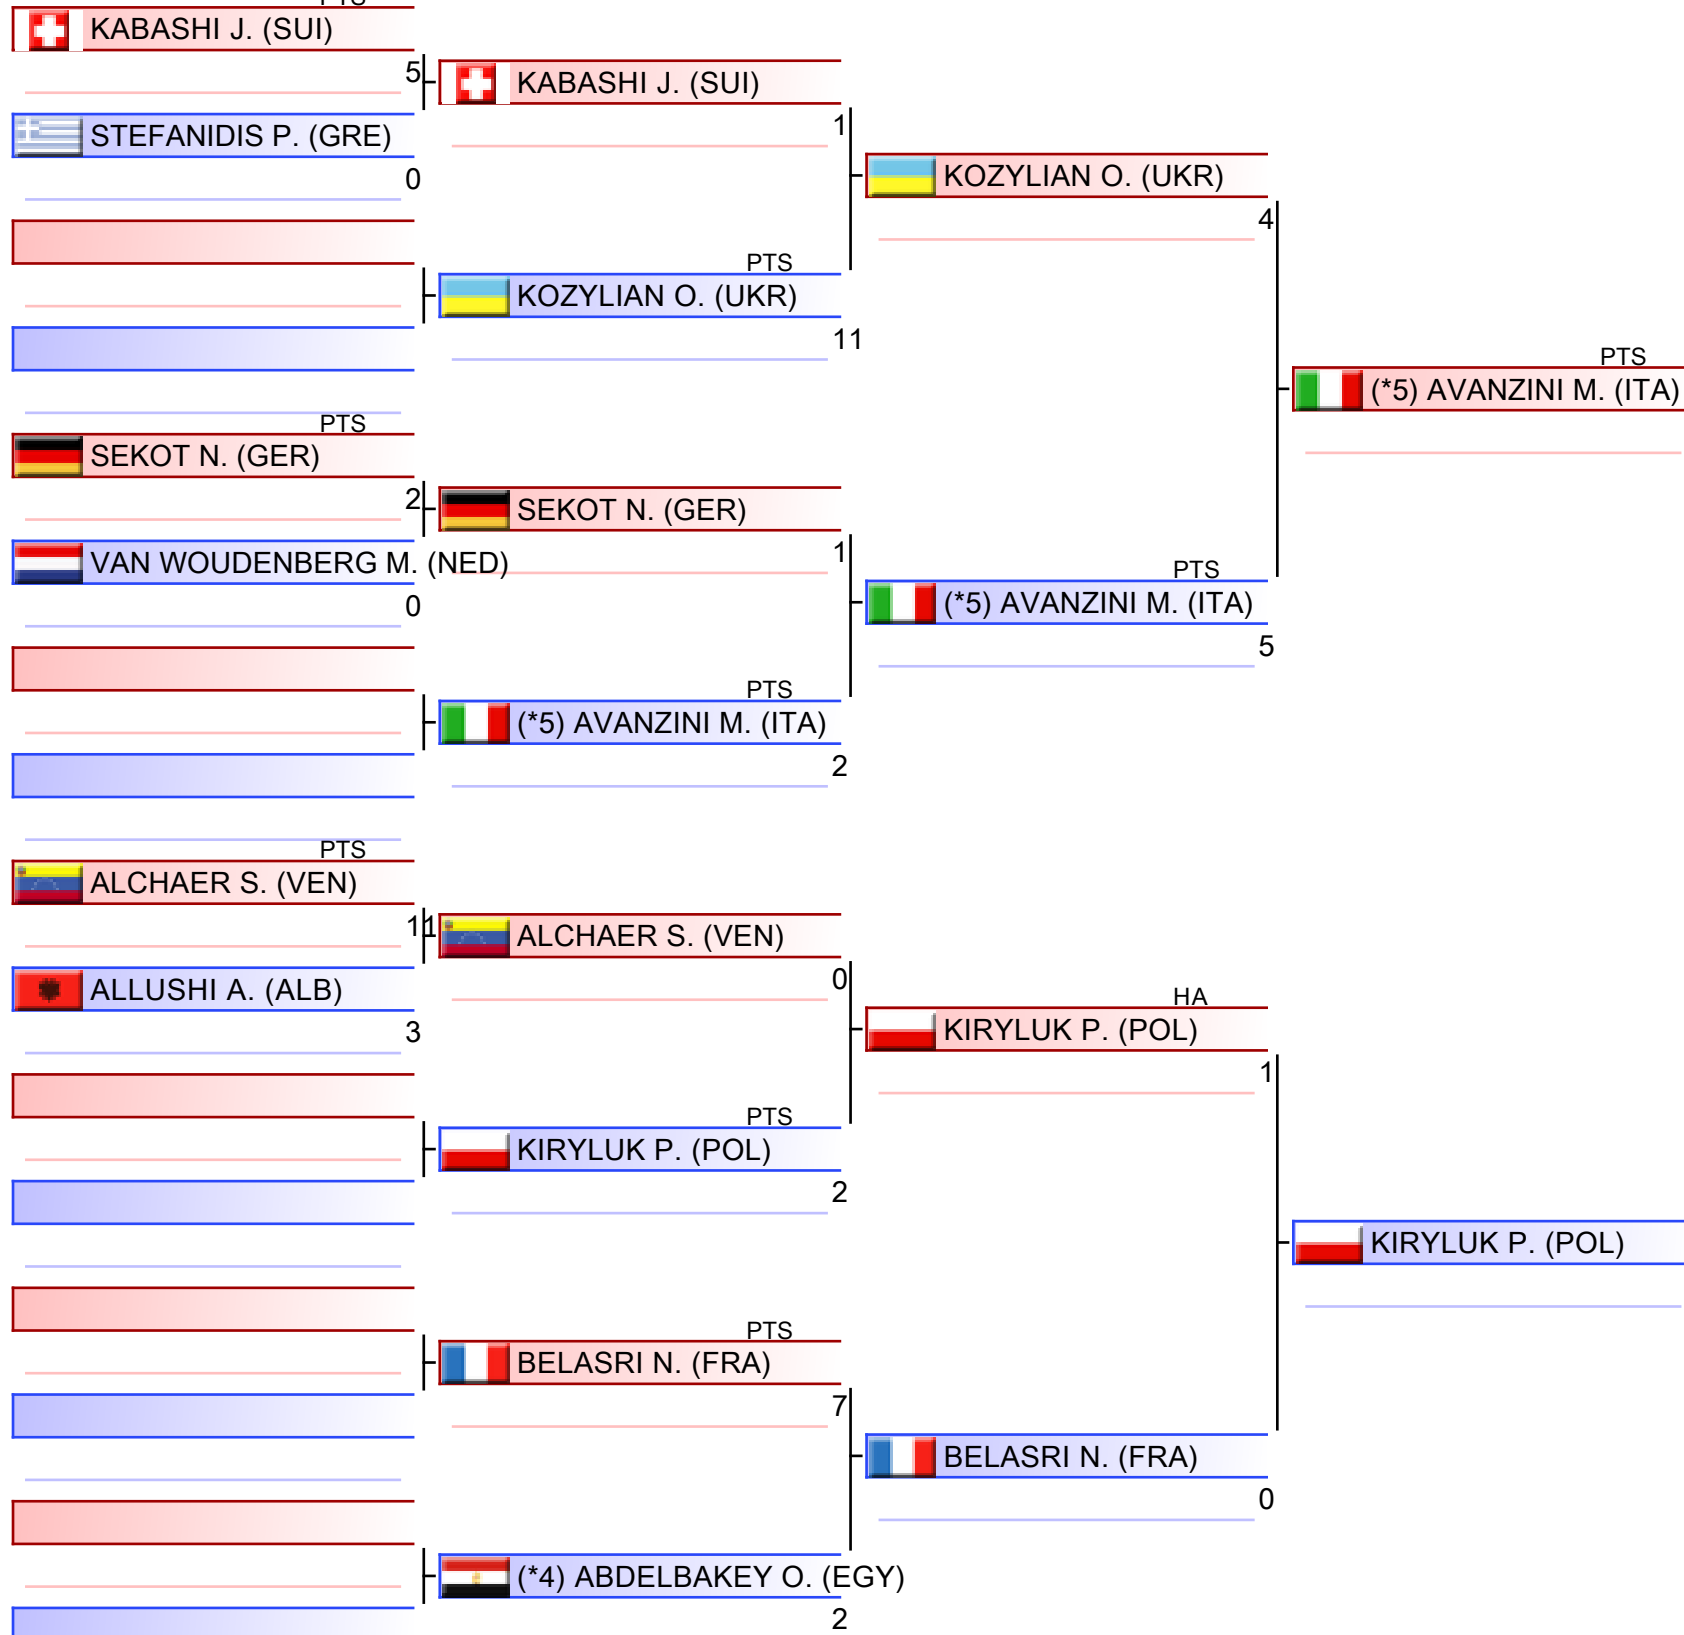 PTS
KABASHI J. (SUI)
5
KABASHI J. (SUI)
STEFANIDIS P. (GRE)
1
KOZYLIAN O. (UKR)
0
4
PTS
KOZYLIAN O. (UKR)
11
PTS
(*5) AVANZINI M. (ITA)
PTS
SEKOT N. (GER)
2
SEKOT N. (GER)
VAN WOUDENBERG M. (NED)
1
PTS
(*5) AVANZINI M. (ITA)
0
5
PTS
(*5) AVANZINI M. (ITA)
2
PTS
ALCHAER S. (VEN)
11
ALCHAER S. (VEN)
ALLUSHI A. (ALB)
0
HA
KIRYLUK P. (POL)
3
1
PTS
KIRYLUK P. (POL)
2
KIRYLUK P. (POL)
PTS
BELASRI N. (FRA)
7
BELASRI N. (FRA)
0
(*4) ABDELBAKEY O. (EGY)
2